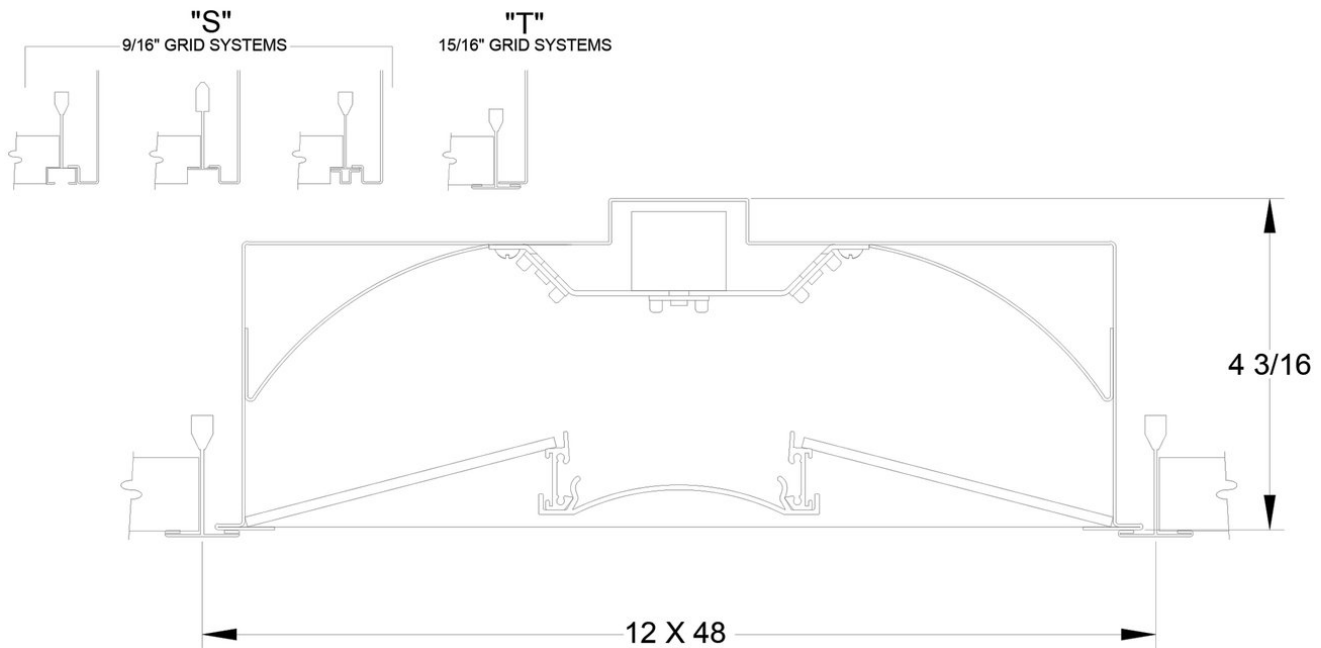 "S"
9/16" GRID SYSTEMS
"T"
15/16" GRID SYSTEMS
4 3/16
12 X 48